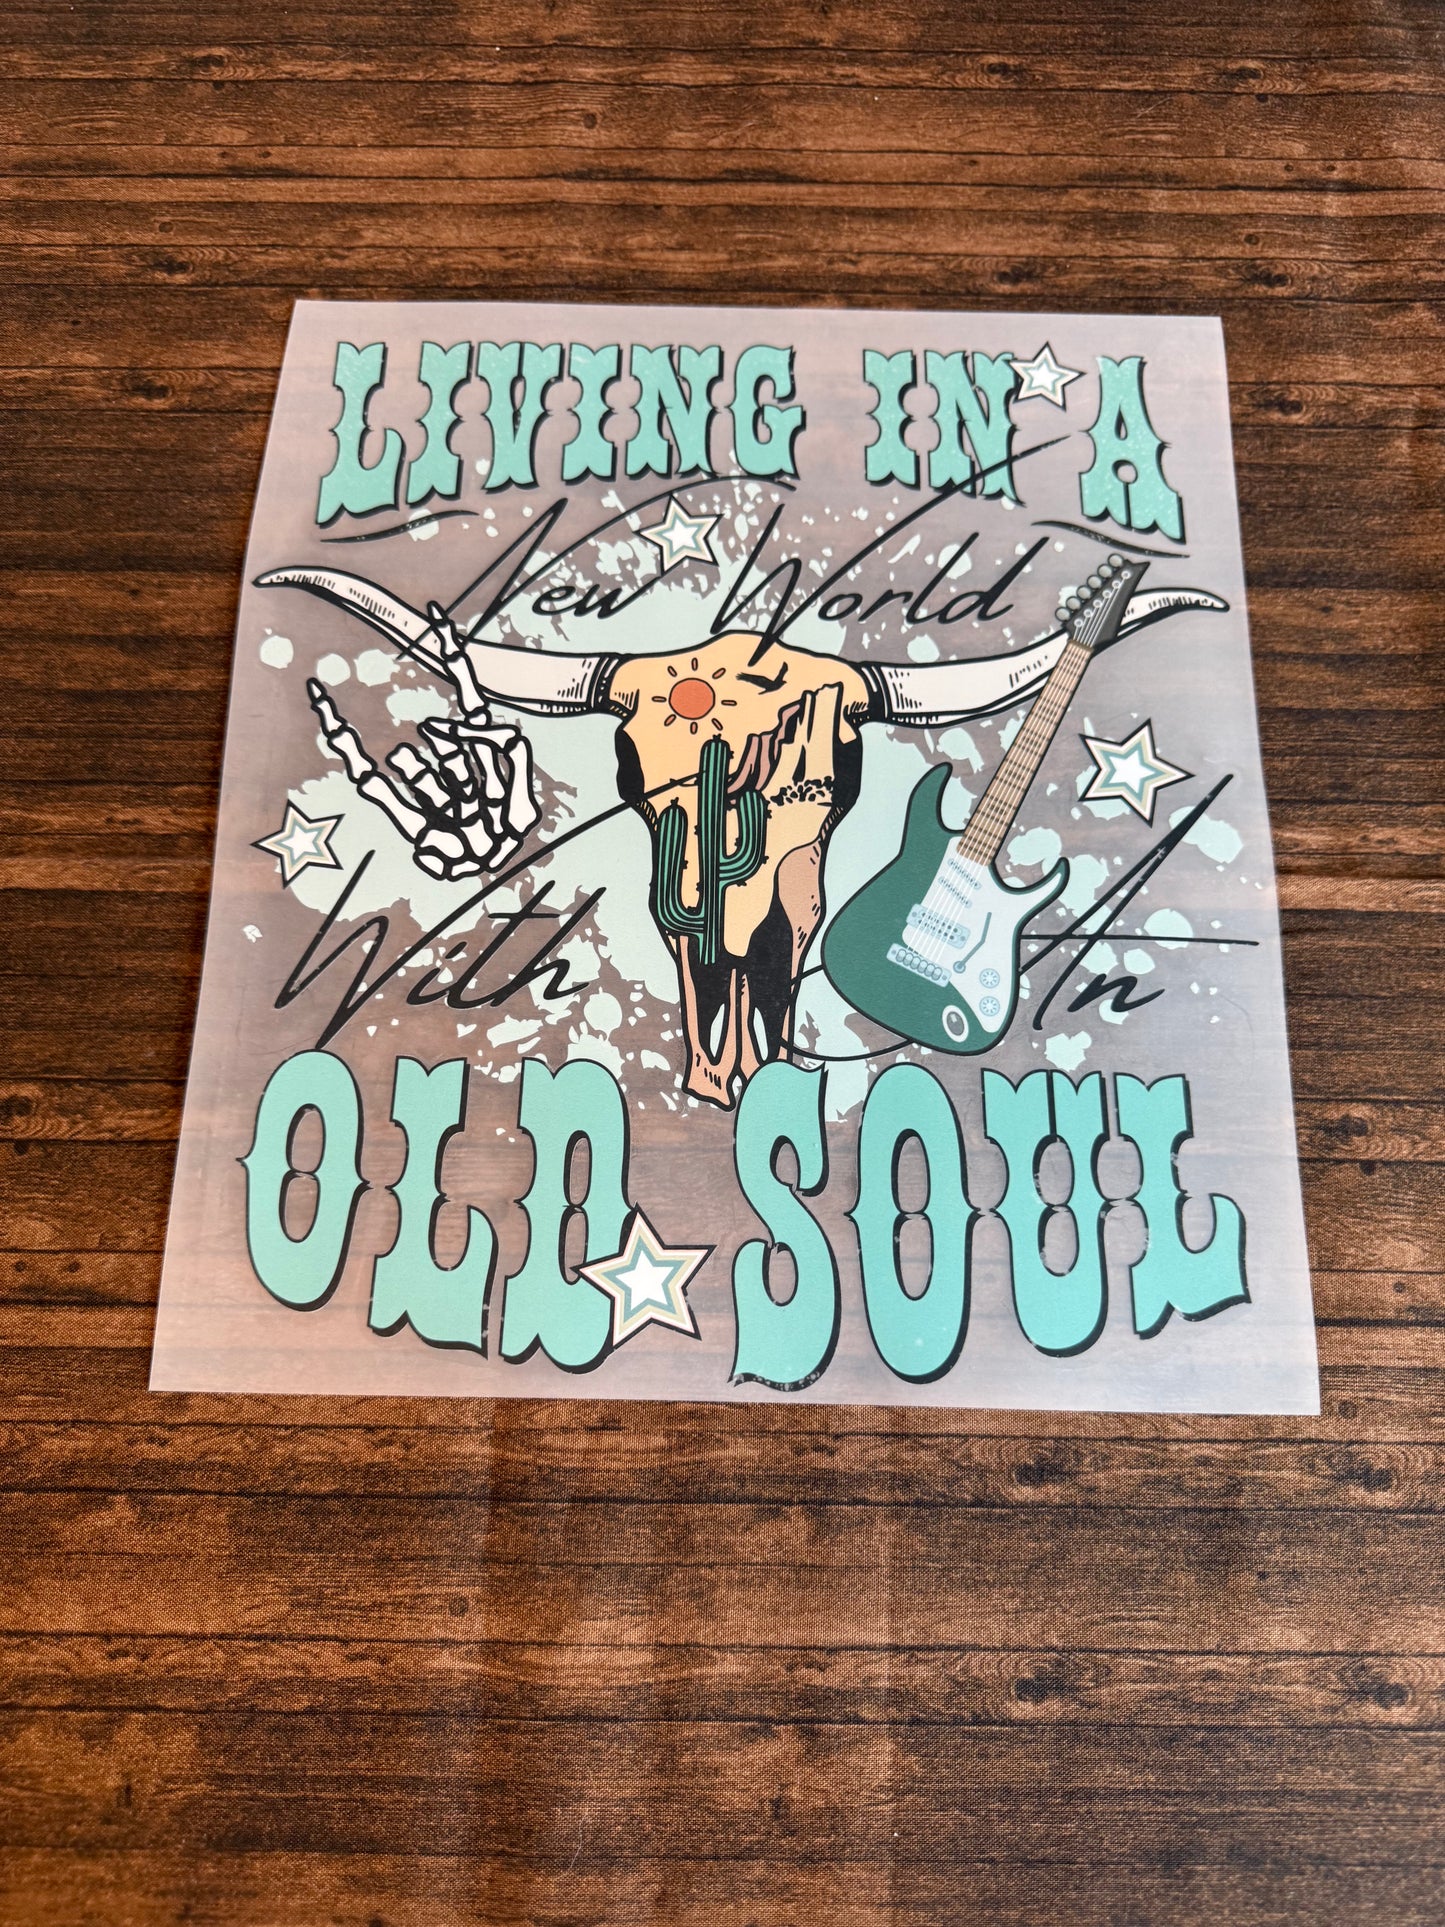 LIVING IN A
New World
With An
OLD SOUL